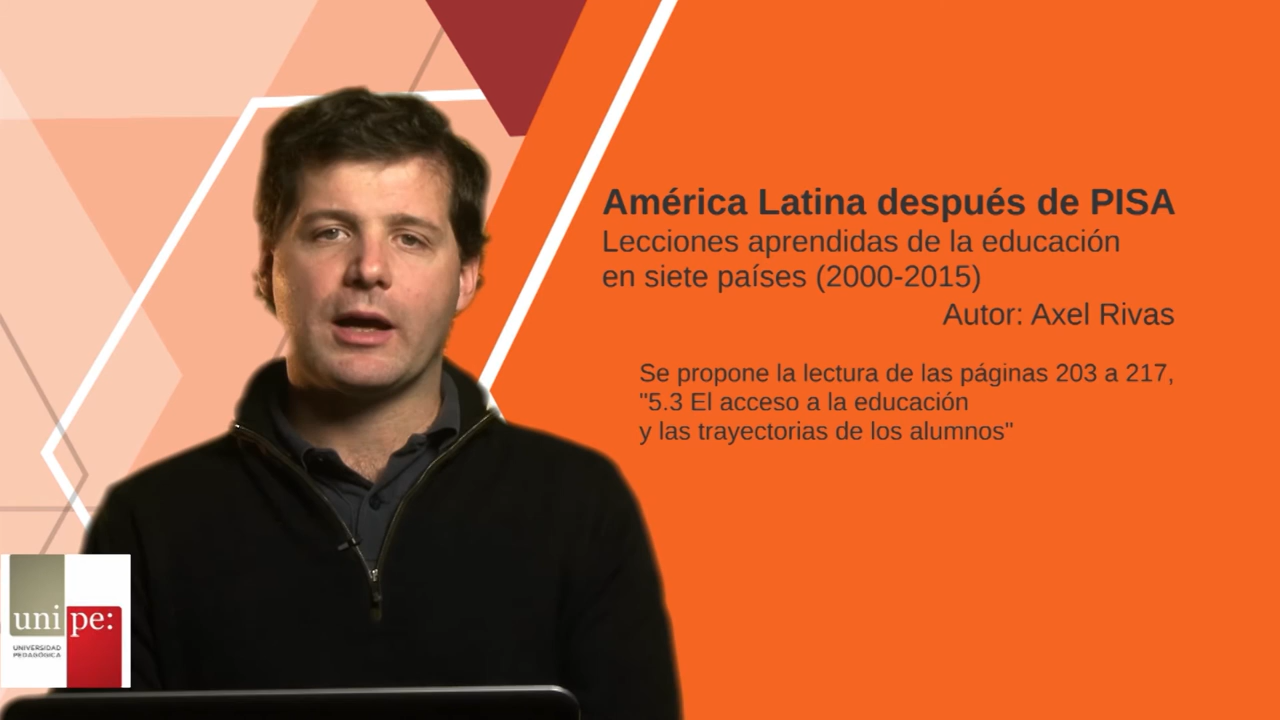 América Latina después de PISA
Lecciones aprendidas de la educación
en siete países (2000-2015)
Autor: Axel Rivas
Se propone la lectura de las páginas 203 a 217,
"5.3 El acceso a la educación
y las trayectorias de los alumnos"
uni pe:
UNIVERSIDAD
PEDAGÓGICA